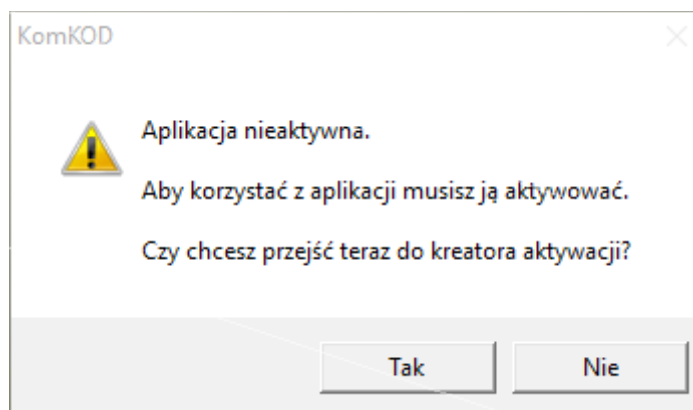 KomKOD
Aplikacja nieaktywna.
Aby korzystać z aplikacji musisz ją aktywować.
Czy chcesz przejść teraz do kreatora aktywacji?
Tak
Nie